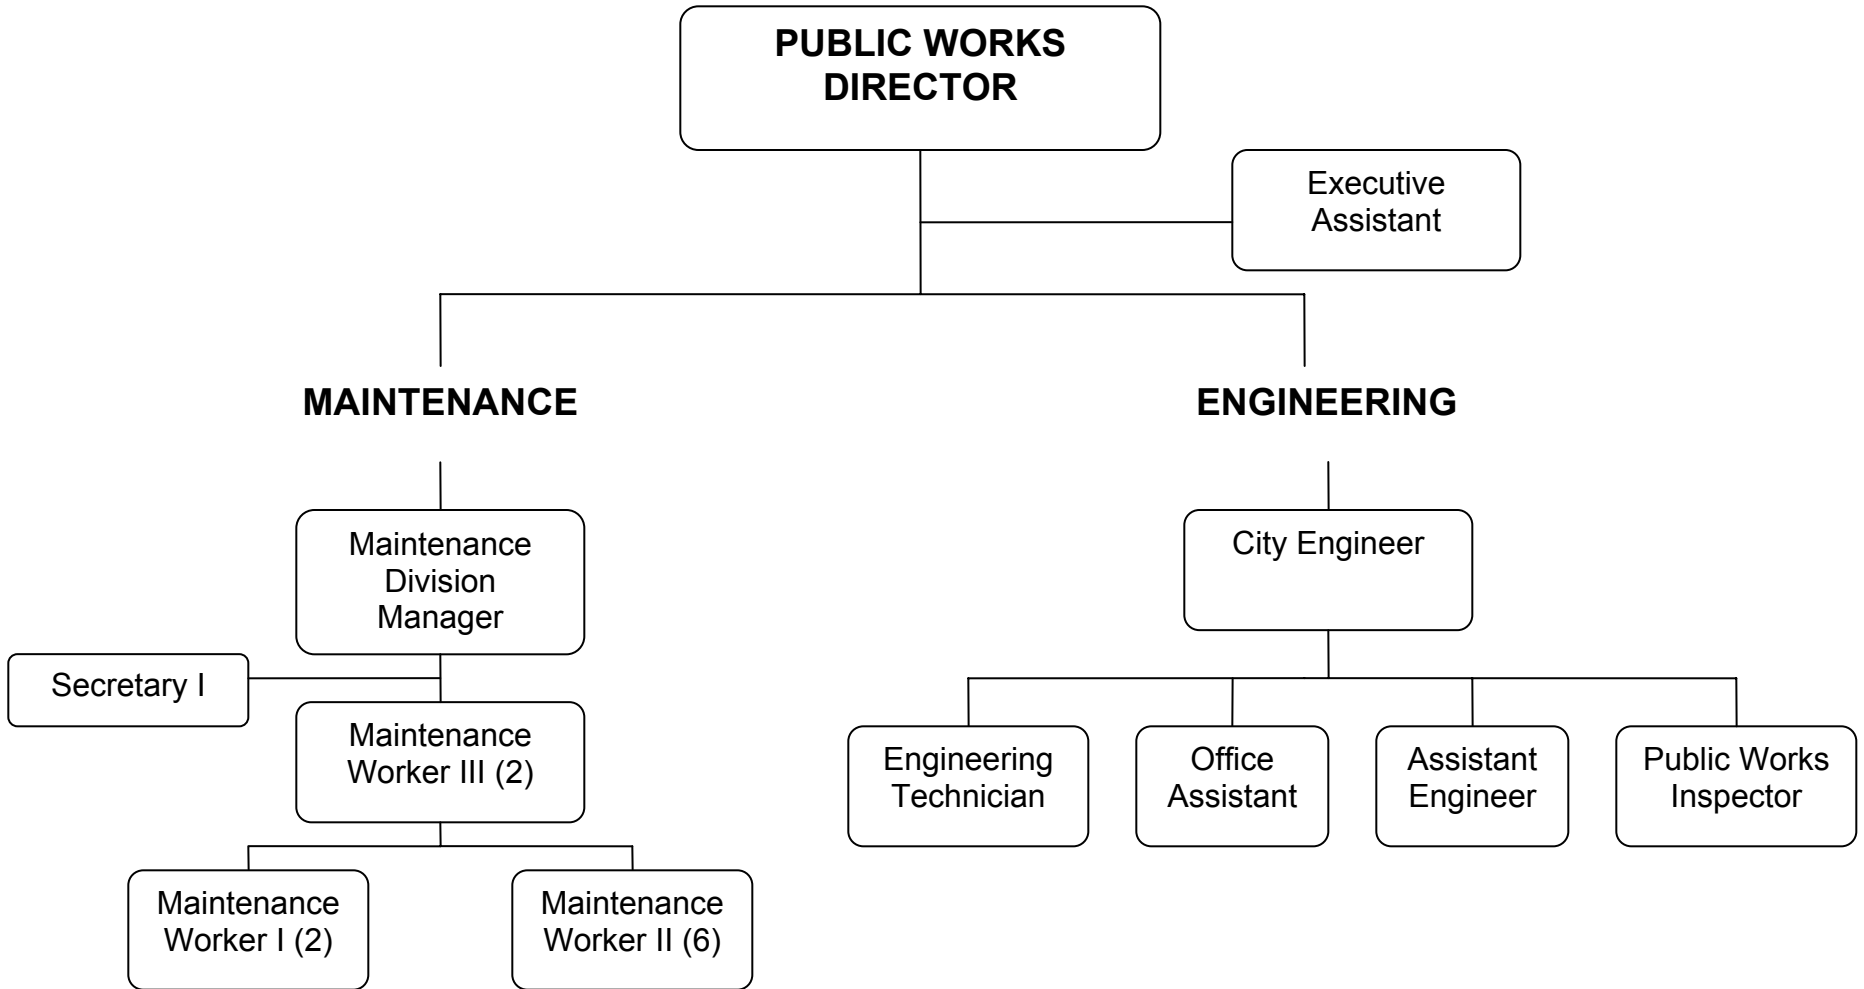 PUBLIC WORKS
DIRECTOR
Executive
Assistant
MAINTENANCE
ENGINEERING
Maintenance
Division
Manager
City Engineer
Secretary I
Maintenance
Worker III (2)
Engineering
Technician
Office
Assistant
Assistant
Engineer
Public Works
Inspector
Maintenance
Worker I (2)
Maintenance
Worker II (6)